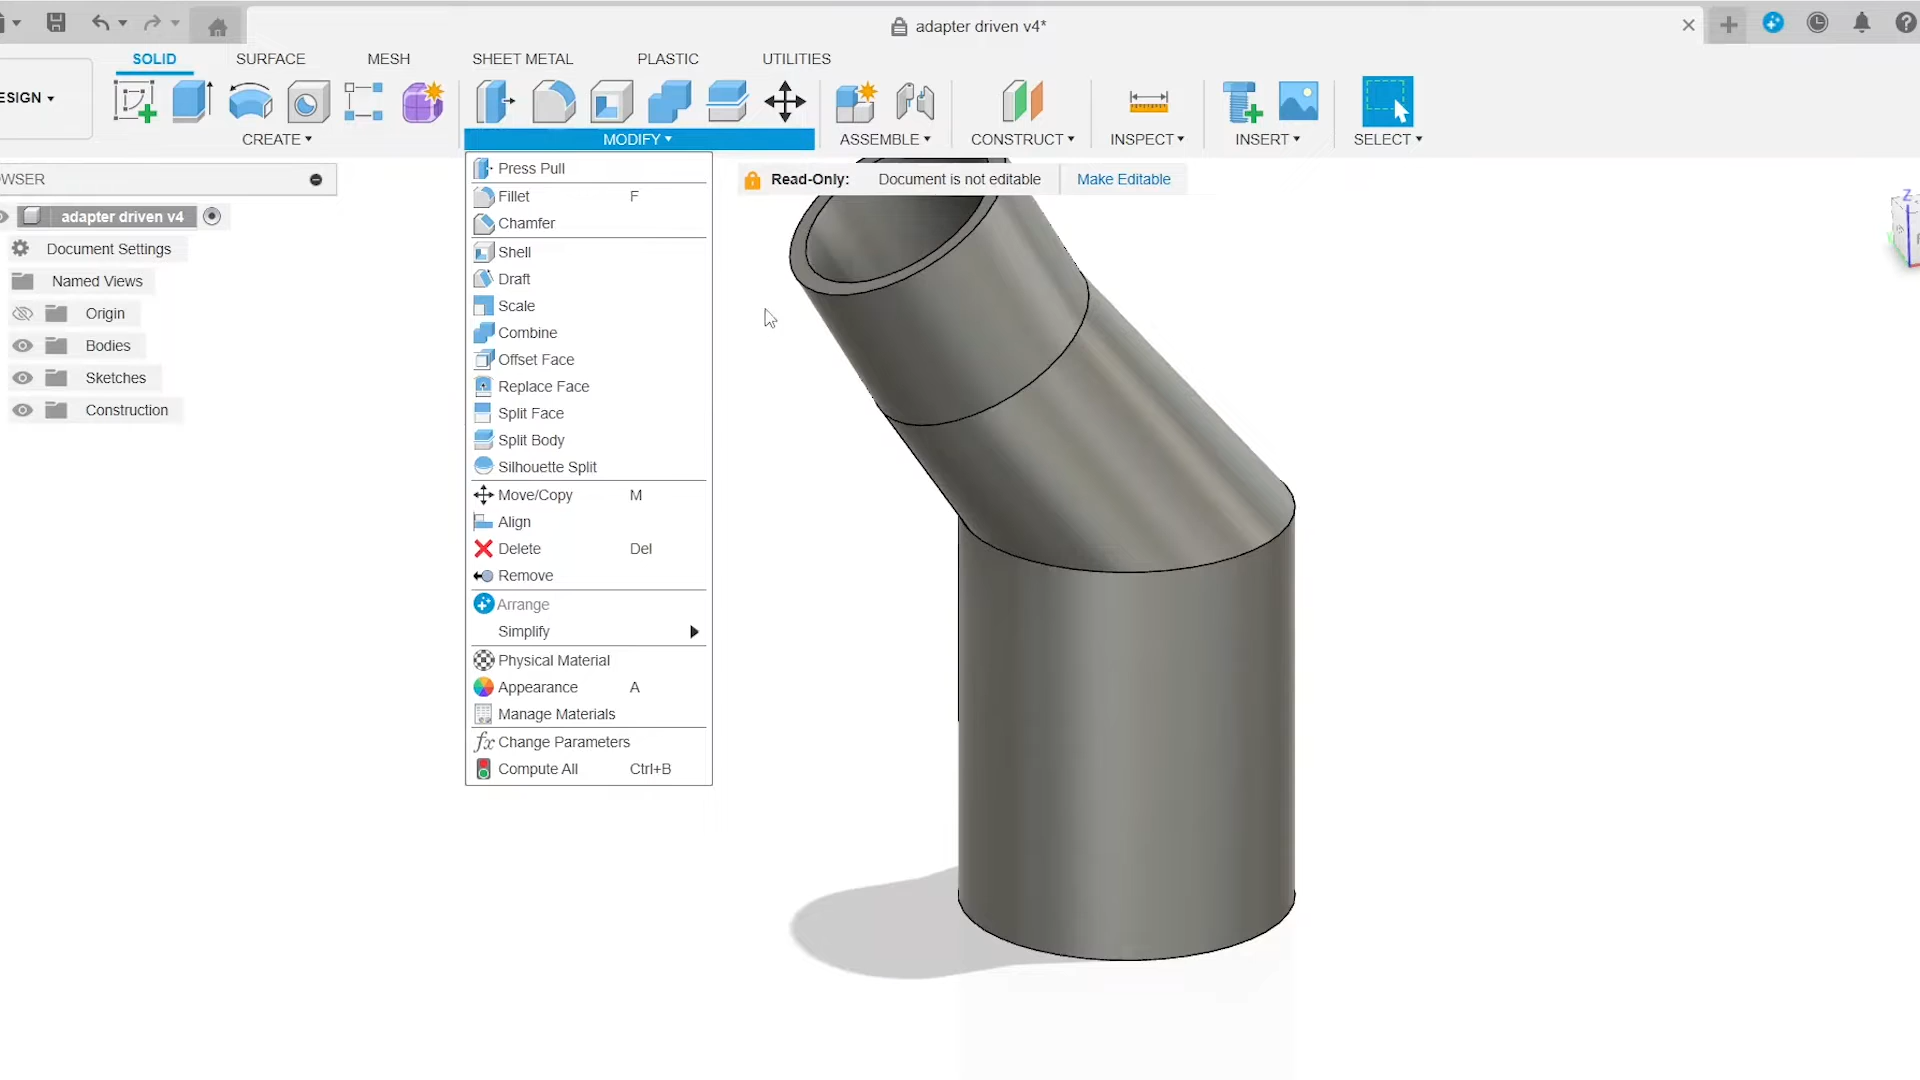 adapter driven v4*
SOLID SURFACE MESH SHEET METAL PLASTIC UTILITIES
ESIGN
CREATE MODIFY ASSEMBLE CONSTRUCT INSPECT INSERT SELECT
WSER
adapter driven v4
Document Settings
Named Views
Origin
Bodies
Sketches
Construction
Press Pull
Fillet F
Chamfer
Shell
Draft
Scale
Combine
Offset Face
Replace Face
Split Face
Split Body
Silhouette Split
Move/Copy M
Align
Delete Del
Remove
Arrange
Simplify
Physical Material
Appearance A
Manage Materials
fx Change Parameters
Compute All Ctrl+B
Read-Only: Document is not editable Make Editable
Z